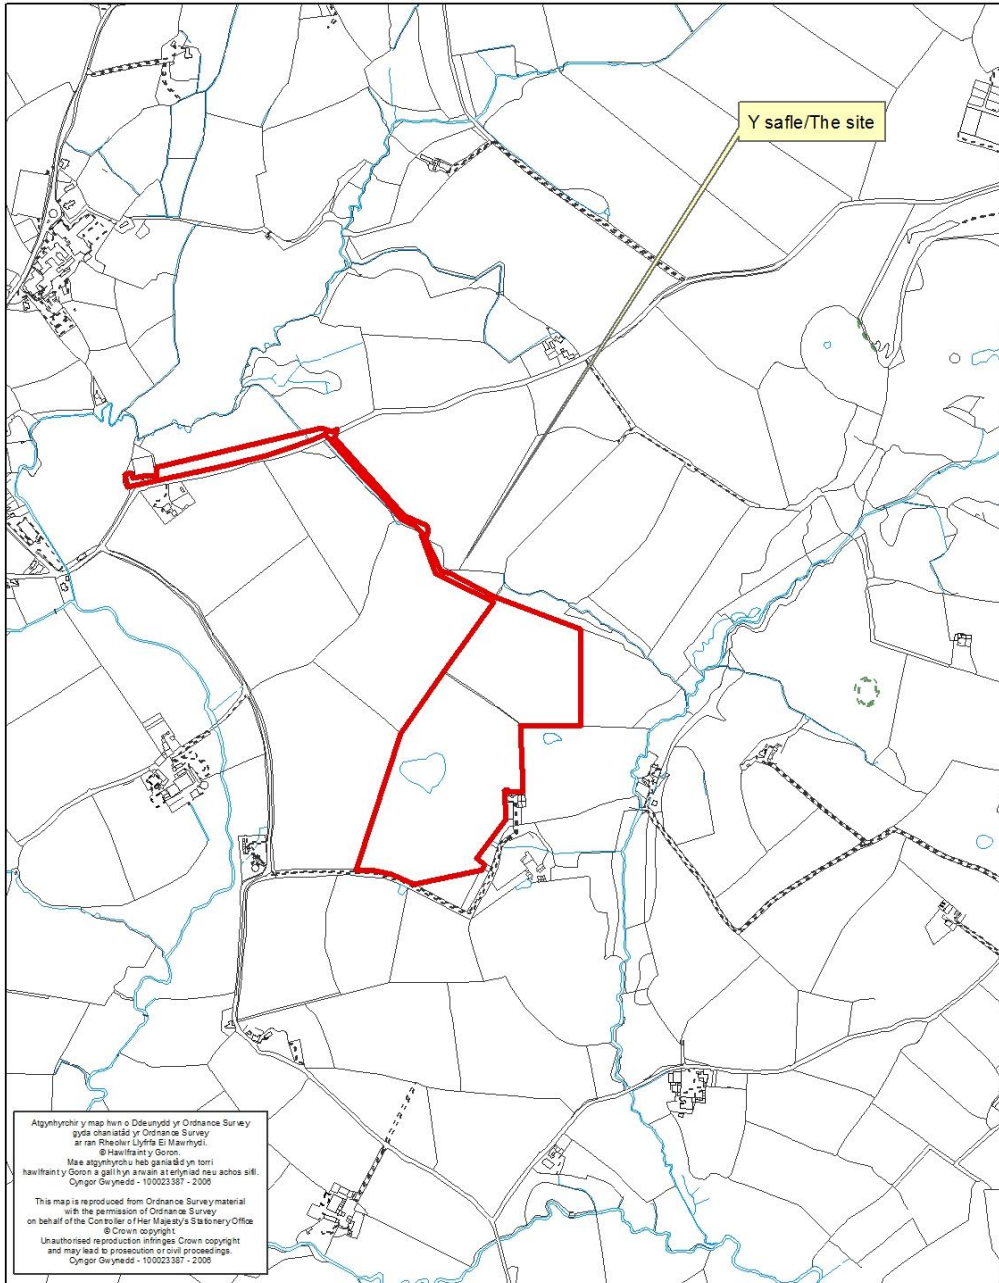 Y safle/The site
Atgynhyrchir y map hwn o Ddeunydd yr Ordnance Survey
gyda chaniatâd yr Ordnance Survey
ar ran Rheolwr Llyfrfa Ei Mawrhydi.
© Hawlfraint y Goron.
Mae atgynhyrchu heb ganiatâd yn torri
hawlfraint y Goron a gall hyn arwain at erlyniad neu achos sifil.
Cyngor Gwynedd - 100023387 - 2006
This map is reproduced from Ordnance Survey material
with the permission of Ordnance Survey
on behalf of the Controller of Her Majesty's Stationery Office
© Crown copyright.
Unauthorised reproduction infringes Crown copyright
and may lead to prosecution or civil proceedings.
Cyngor Gwynedd - 100023387 - 2006